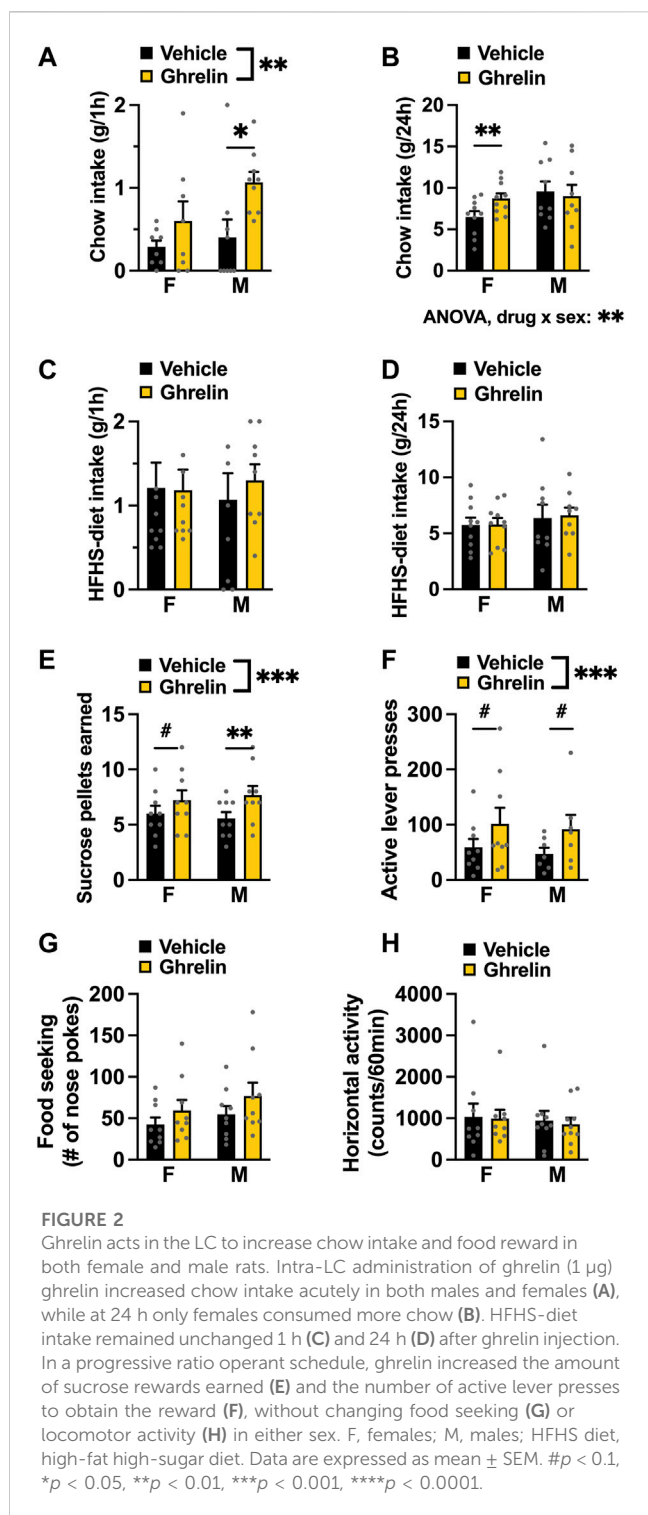 A
Vehicle
Ghrelin
**
Chow intake (g/1h)
2
1
0
*
F
M
B
Vehicle
Ghrelin
Chow intake (g/24h)
20
15
10
5
0
**
F
M
ANOVA, drug x sex: **
C
Vehicle
Ghrelin
HFHS-diet intake (g/1h)
2
1
0
F
M
D
Vehicle
Ghrelin
HFHS-diet intake (g/24h)
15
10
5
0
F
M
E
Vehicle
Ghrelin
***
Sucrose pellets earned
15
10
5
0
#
**
F
M
F
Vehicle
Ghrelin
***
Active lever presses
300
200
100
0
#
#
F
M
G
Vehicle
Ghrelin
Food seeking
(# of nose pokes)
200
150
100
50
0
F
M
H
Vehicle
Ghrelin
Horizontal activity
(counts/60min)
4000
3000
2000
1000
0
F
M
FIGURE 2
Ghrelin acts in the LC to increase chow intake and food reward in
both female and male rats. Intra-LC administration of ghrelin (1 µg)
ghrelin increased chow intake acutely in both males and females (A),
while at 24 h only females consumed more chow (B). HFHS-diet
intake remained unchanged 1 h (C) and 24 h (D) after ghrelin injection.
In a progressive ratio operant schedule, ghrelin increased the amount
of sucrose rewards earned (E) and the number of active lever presses
to obtain the reward (F), without changing food seeking (G) or
locomotor activity (H) in either sex. F, females; M, males; HFHS diet,
high-fat high-sugar diet. Data are expressed as mean ± SEM. #p < 0.1,
*p < 0.05, **p < 0.01, ***p < 0.001, ****p < 0.0001.